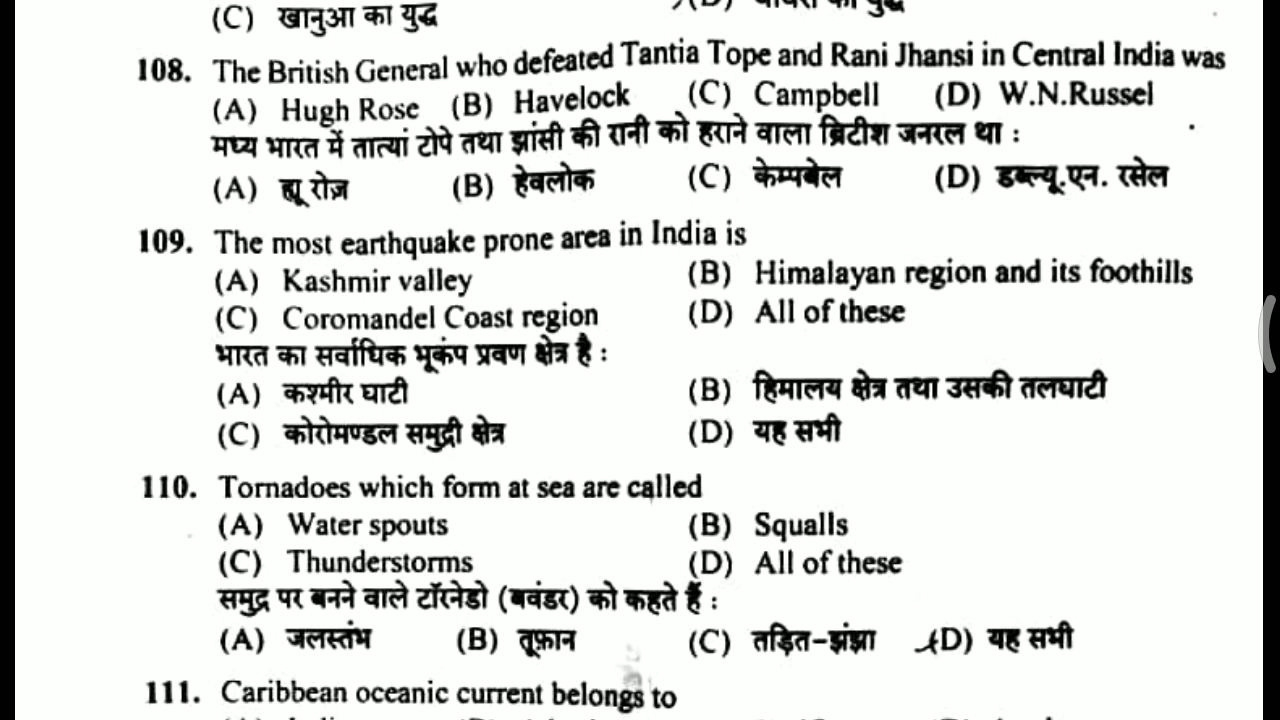 (C) खानुआ का युद्ध
108. The British General who defeated Tantia Tope and Rani Jhansi in Central India was
(A) Hugh Rose (B) Havelock (C) Campbell (D) W.N.Russel
मध्य भारत में तात्यां टोपे तथा झांसी की रानी को हराने वाला ब्रिटीश जनरल था :
(A) ह्यू रोज़ (B) हेवलोक (C) केम्पबेल (D) डब्ल्यू.एन. रसेल
109. The most earthquake prone area in India is
(A) Kashmir valley (B) Himalayan region and its foothills
(C) Coromandel Coast region (D) All of these
भारत का सर्वाधिक भूकंप प्रवण क्षेत्र है :
(A) कश्मीर घाटी (B) हिमालय क्षेत्र तथा उसकी तलघाटी
(C) कोरोमण्डल समुद्री क्षेत्र (D) यह सभी
110. Tornadoes which form at sea are called
(A) Water spouts (B) Squalls
(C) Thunderstorms (D) All of these
समुद्र पर बनने वाले टॉरनेडो (बवंडर) को कहते हैं :
(A) जलस्तंभ (B) तूफ़ान (C) तड़ित-झंझा (D) यह सभी
111. Caribbean oceanic current belongs to